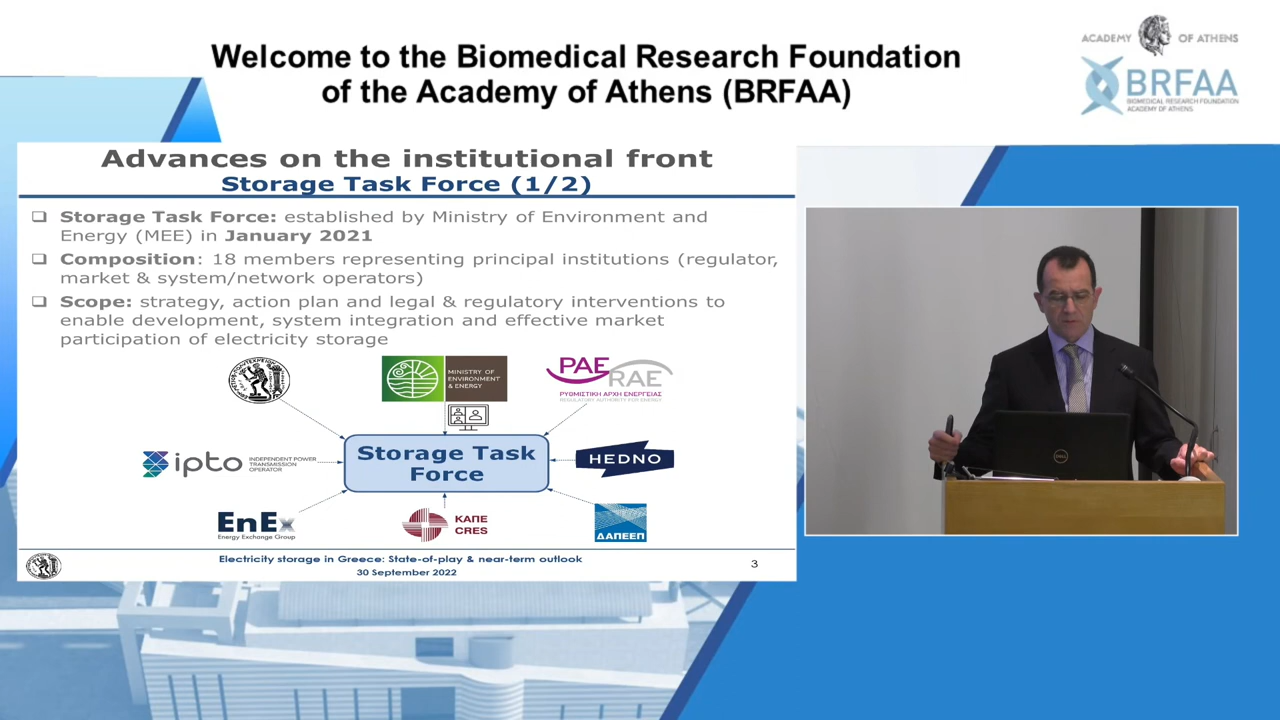 Welcome to the Biomedical Research Foundation
of the Academy of Athens (BRFAA)
ACADEMY OF ATHENS
BRFAA
BIOMEDICAL RESEARCH FOUNDATION
ACADEMY OF ATHENS
Advances on the institutional front
Storage Task Force (1/2)
Storage Task Force: established by Ministry of Environment and
Energy (MEE) in January 2021
Composition: 18 members representing principal institutions (regulator,
market & system/network operators)
Scope: strategy, action plan and legal & regulatory interventions to
enable development, system integration and effective market
participation of electricity storage
MINISTRY OF
ENVIRONMENT
& ENERGY
ΡΑΕ
RAE
ΡΥΘΜΙΣΤΙΚΗ ΑΡΧΗ ΕΝΕΡΓΕΙΑΣ
REGULATORY AUTHORITY FOR ENERGY
ipto
INDEPENDENT POWER
TRANSMISSION
OPERATOR
Storage Task
Force
HEDNO
EnEx
Energy Exchange Group
ΚΑΠΕ
CRES
ΔΑΠΕΕΠ
Electricity storage in Greece: State-of-play & near-term outlook
30 September 2022
3
DELL